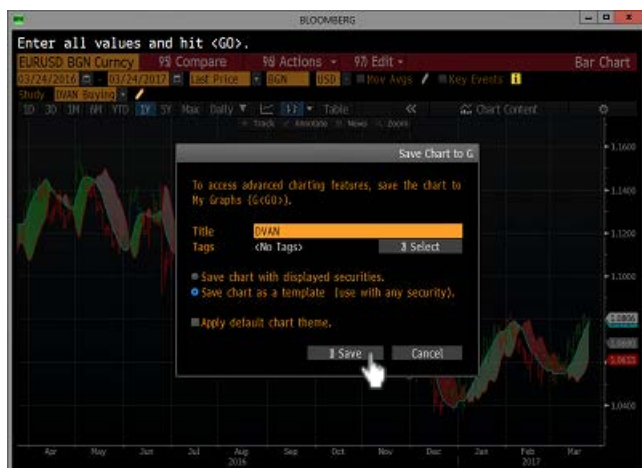 BLOOMBERG
Enter all values and hit <GO>.
EURUSD BGN Curncy 95 Compare 96 Actions 97 Edit Bar Chart
03/24/2016 - 03/24/2017 Last Price BGN USD Mov Avgs Key Events
Study DVAN Buying
1D 3D 1M 6M YTD 1Y 5Y Max Daily Table << Chart Content
Track Annotate News Zoom
Save Chart to G
To access advanced charting features, save the chart to
My Graphs {G<GO>}.
Title DVAN
Tags <No Tags> Select
Save chart with displayed securities.
Save chart as a template (use with any security).
Apply default chart theme.
1 Save Cancel
1.1600
1.1400
1.1200
1.1000
1.0806
1.0400
Apr May Jun Jul Aug Sep Oct Nov Dec Jan Feb Mar
2016 2017